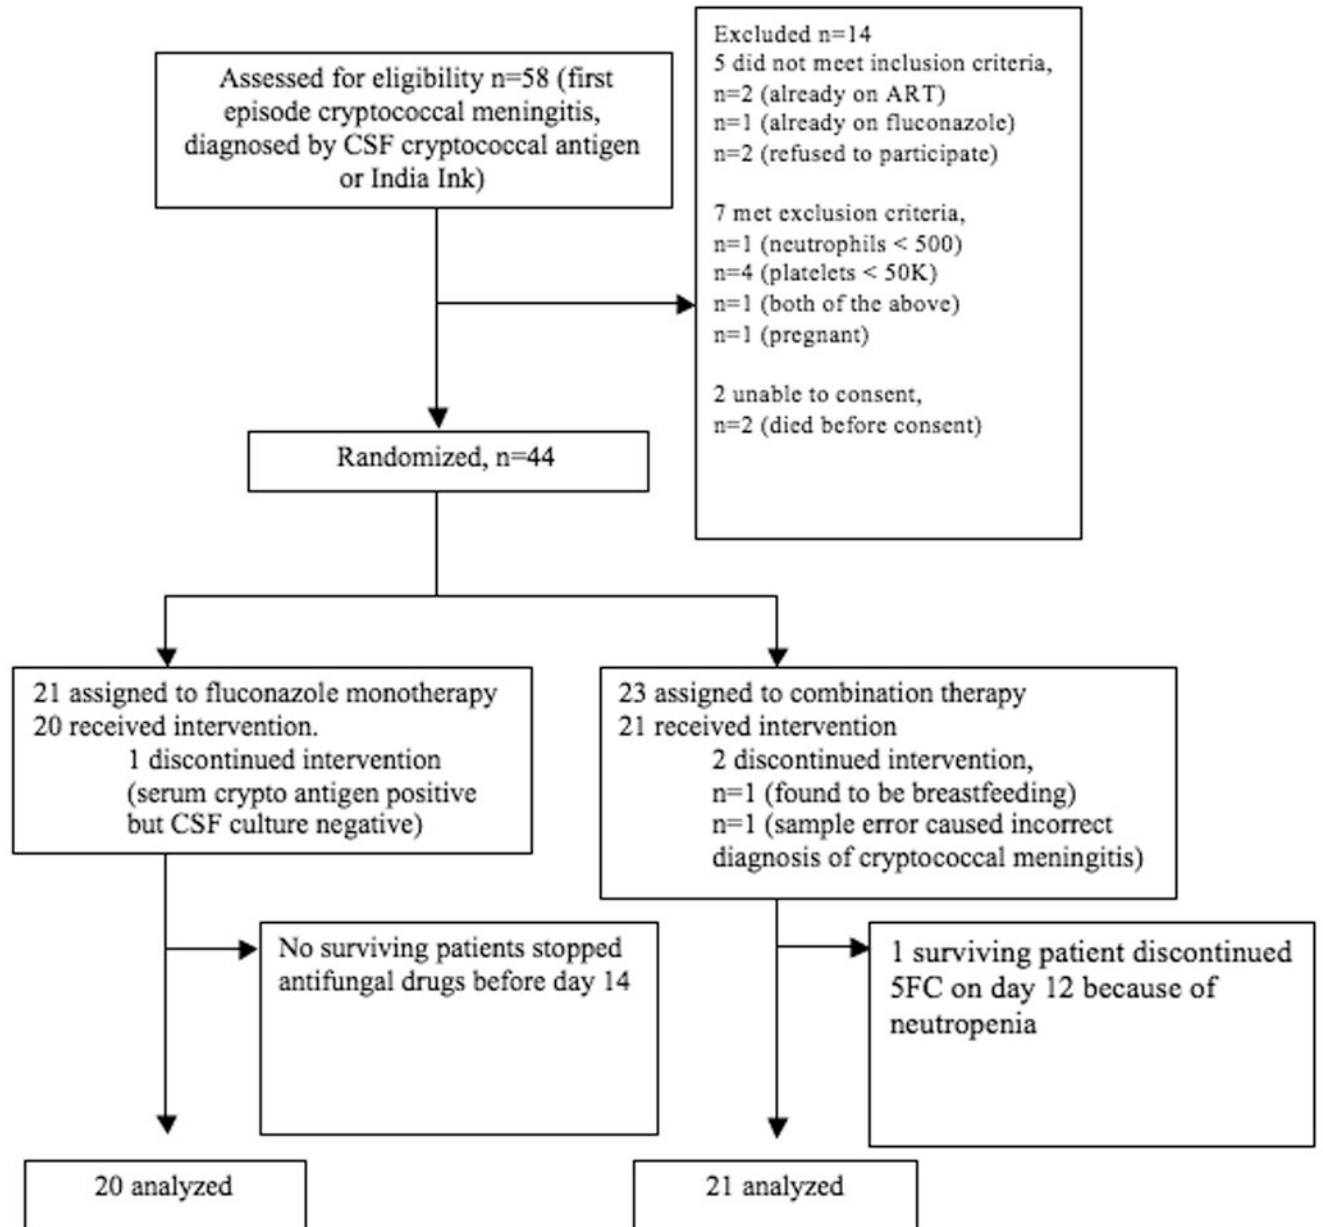 Assessed for eligibility n=58 (first
episode cryptococcal meningitis,
diagnosed by CSF cryptococcal antigen
or India Ink)
Excluded n=14
5 did not meet inclusion criteria,
n=2 (already on ART)
n=1 (already on fluconazole)
n=2 (refused to participate)
7 met exclusion criteria,
n=1 (neutrophils < 500)
n=4 (platelets < 50K)
n=1 (both of the above)
n=1 (pregnant)
2 unable to consent,
n=2 (died before consent)
Randomized, n=44
21 assigned to fluconazole monotherapy
20 received intervention.
1 discontinued intervention
(serum crypto antigen positive
but CSF culture negative)
23 assigned to combination therapy
21 received intervention
2 discontinued intervention,
n=1 (found to be breastfeeding)
n=1 (sample error caused incorrect
diagnosis of cryptococcal meningitis)
No surviving patients stopped
antifungal drugs before day 14
1 surviving patient discontinued
5FC on day 12 because of
neutropenia
20 analyzed
21 analyzed